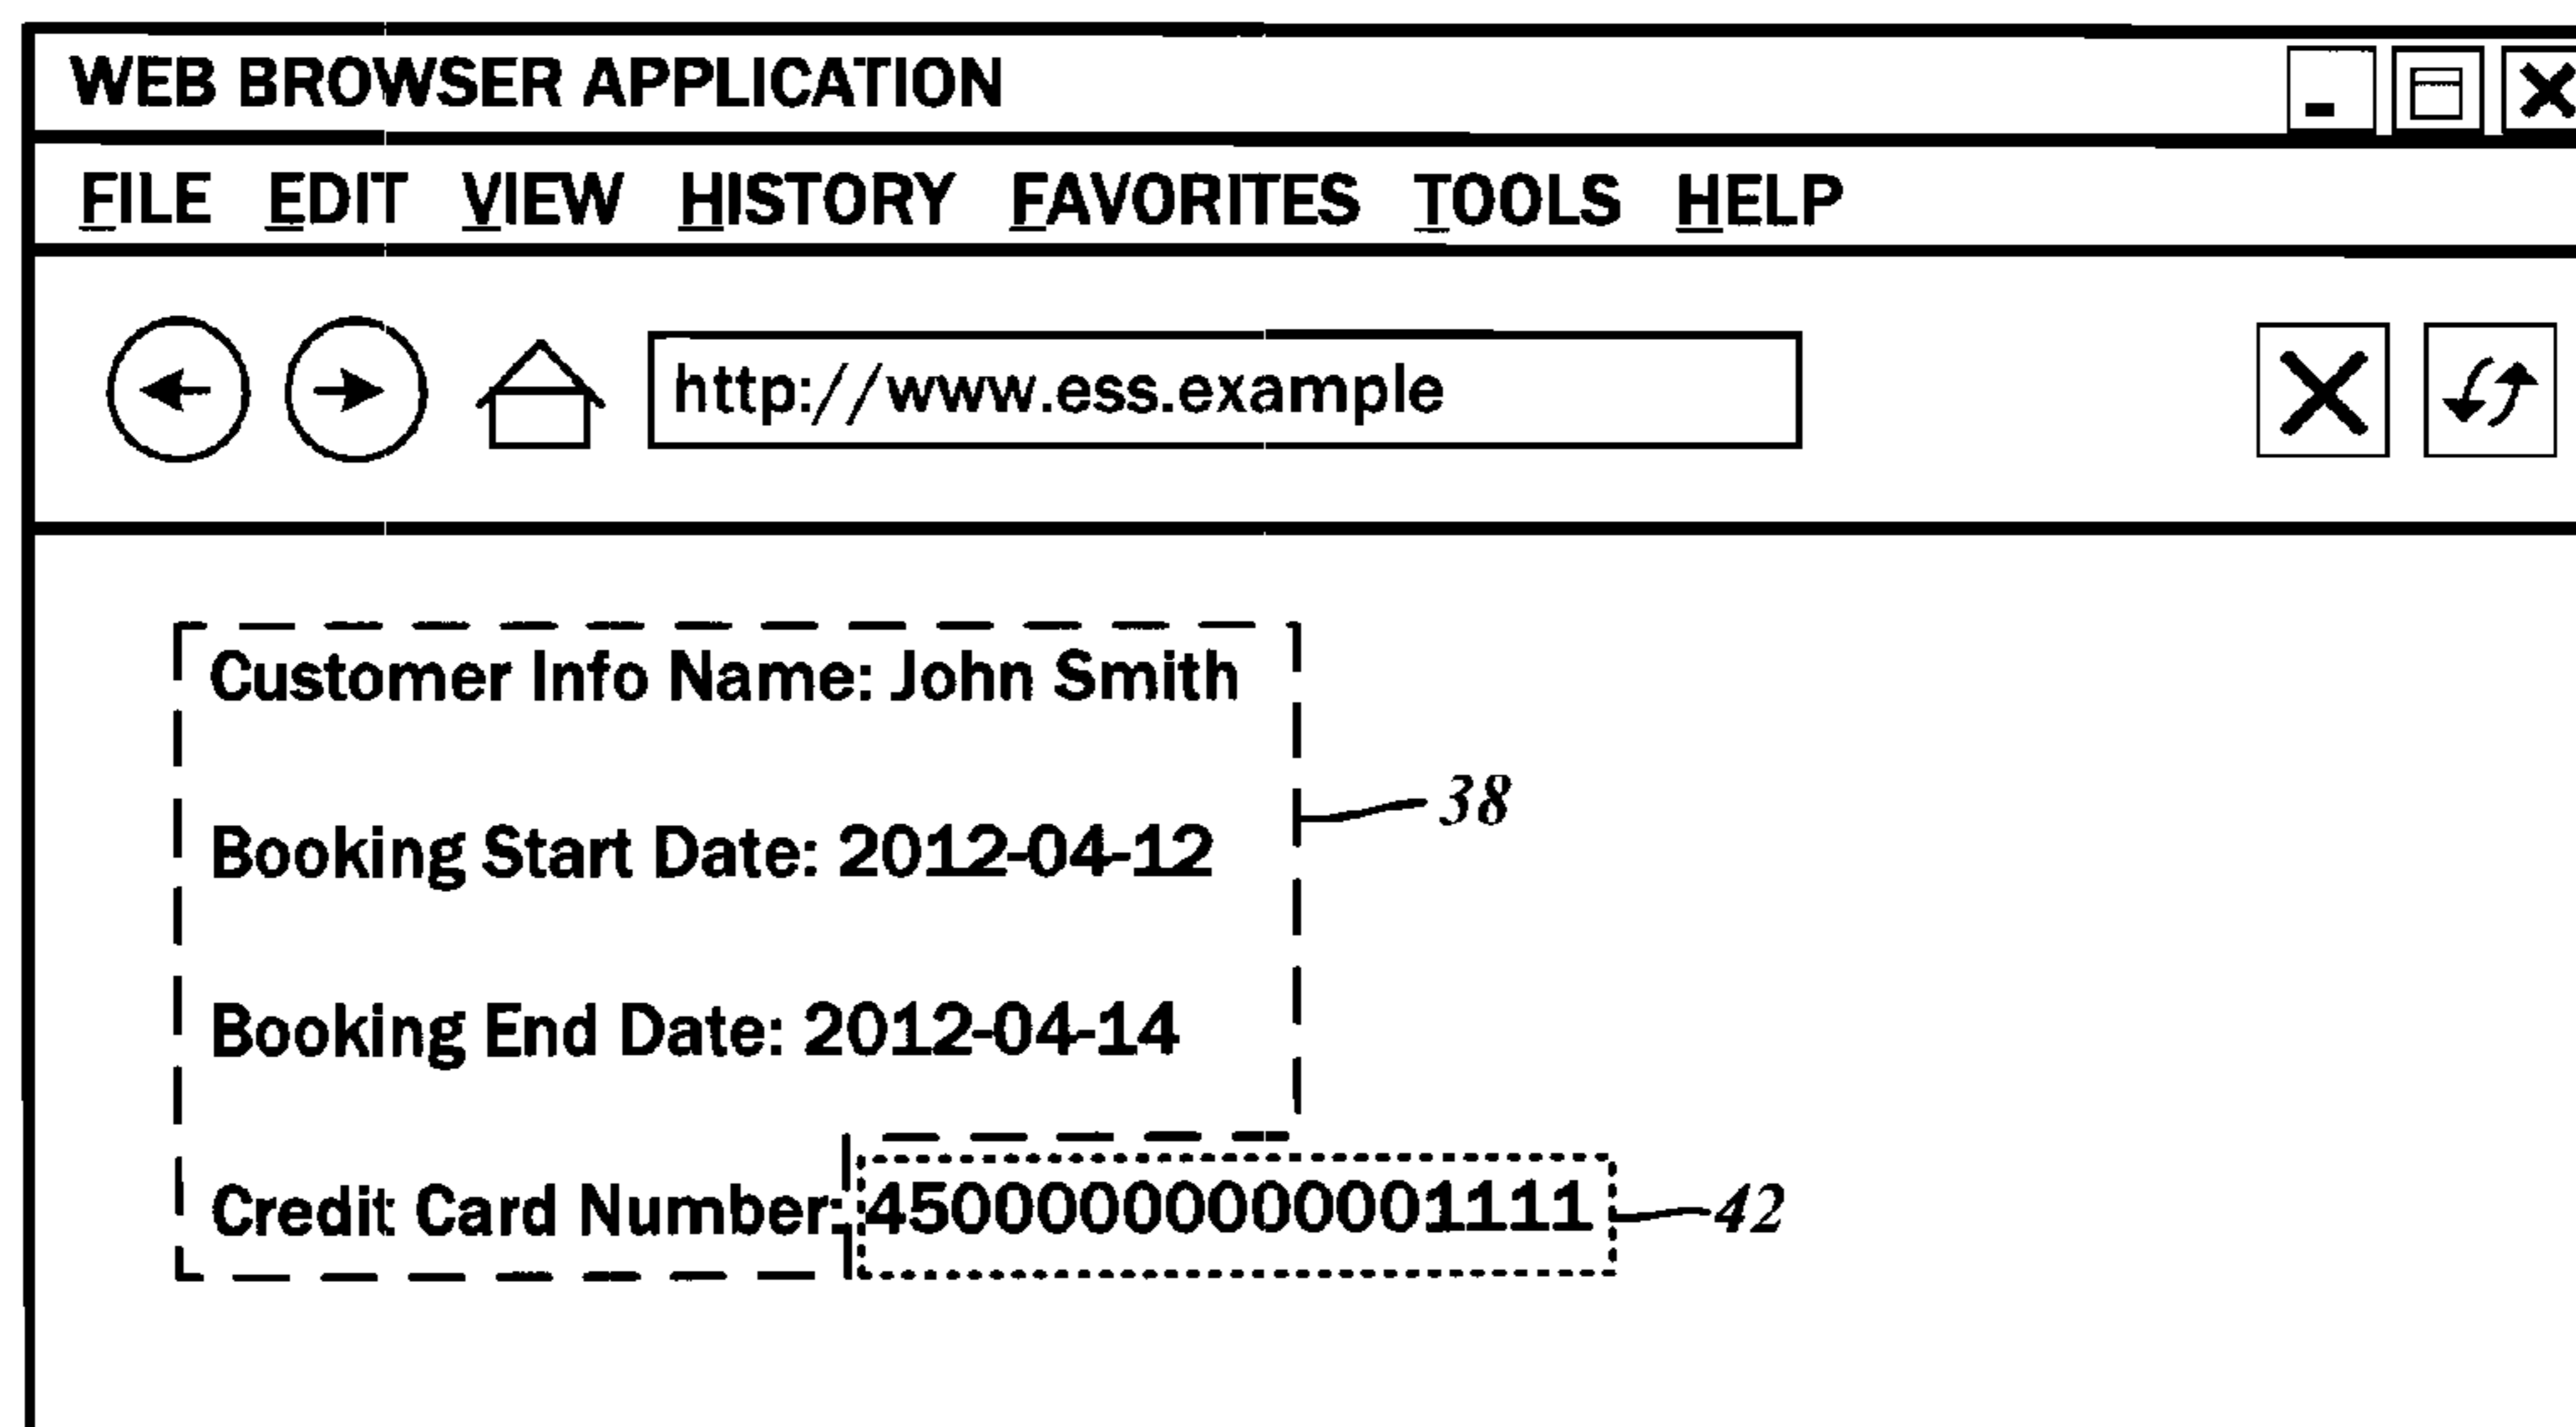 WEB BROWSER APPLICATION
FILE EDIT VIEW HISTORY FAVORITES TOOLS HELP
http://www.ess.example
Customer Info Name: John Smith
38
Booking Start Date: 2012-04-12
Booking End Date: 2012-04-14
Credit Card Number: 45000000000001111
42